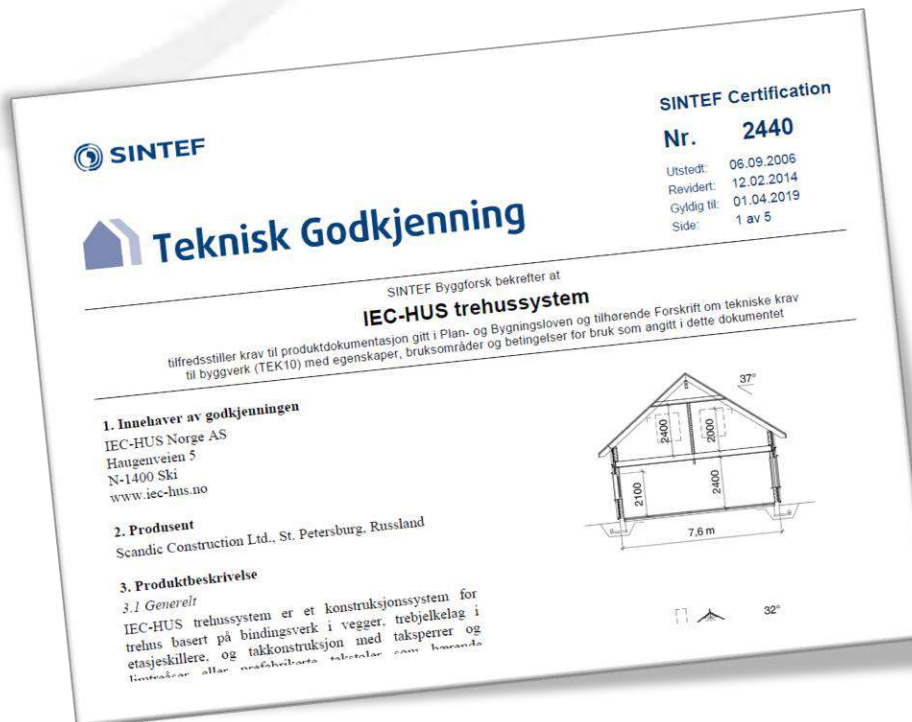 SINTEF
SINTEF Certification
Nr. 2440
Utstedt: 06.09.2006
Revidert: 12.02.2014
Gyldig til: 01.04.2019
Side: 1 av 5
Teknisk Godkjenning
SINTEF Byggforsk bekrefter at
IEC-HUS trehussystem
tilfredsstiller krav til produktdokumentasjon gitt i Plan- og Bygningsloven og tilhørende Forskrift om tekniske krav
til byggverk (TEK10) med egenskaper, bruksområder og betingelser for bruk som angitt i dette dokumentet
1. Innehaver av godkjenningen
IEC-HUS Norge AS
Haugenveien 5
N-1400 Ski
www.iec-hus.no
2. Produsent
Scandic Construction Ltd., St. Petersburg, Russland
3. Produktbeskrivelse
3.1 Generelt
IEC-HUS trehussystem er et konstruksjonssystem for
trehus basert på bindingsverk i vegger, trebjelkelag i
etasjeskillere, og takkonstruksjon med taksperrer og
limtreåser eller prefabrikerte takstoler som bærende
37°
2400
2000
2100
2400
7,6 m
32°